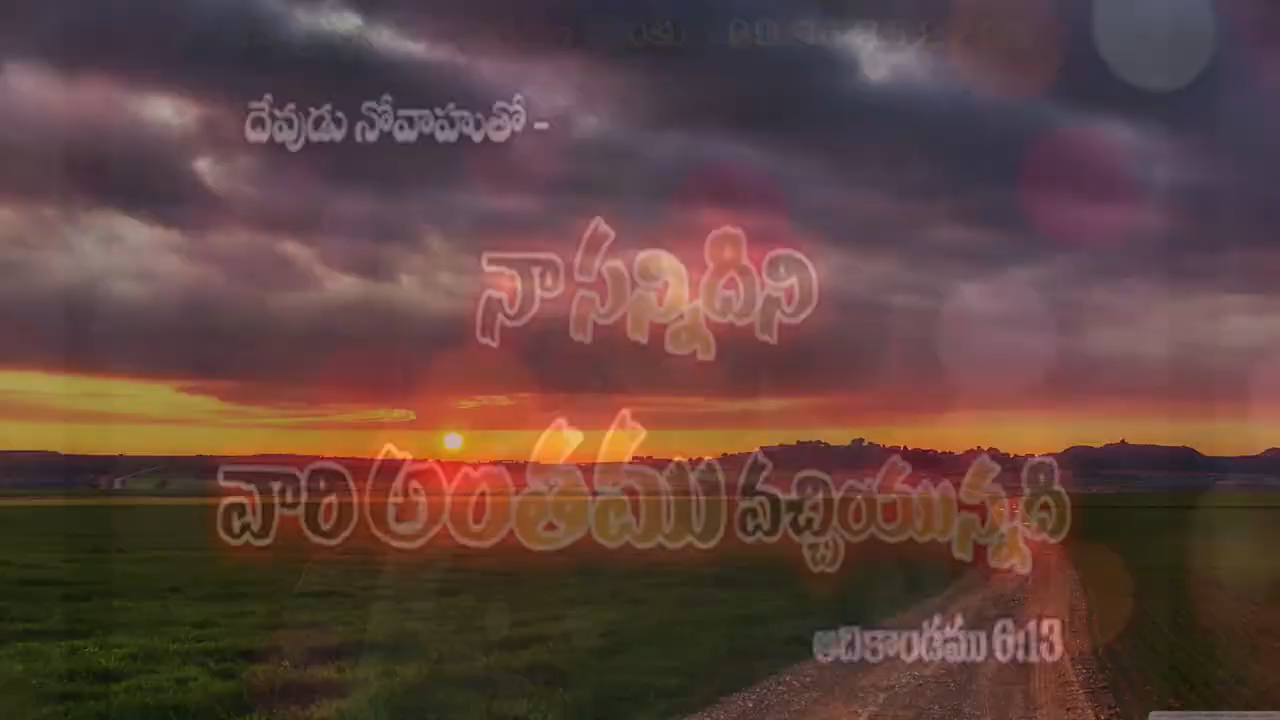 దేవుడు నోవాహుతో -
నా సన్నిదిని
వారి అంతము వచ్చియున్నది
ఆదికాండము 6:13